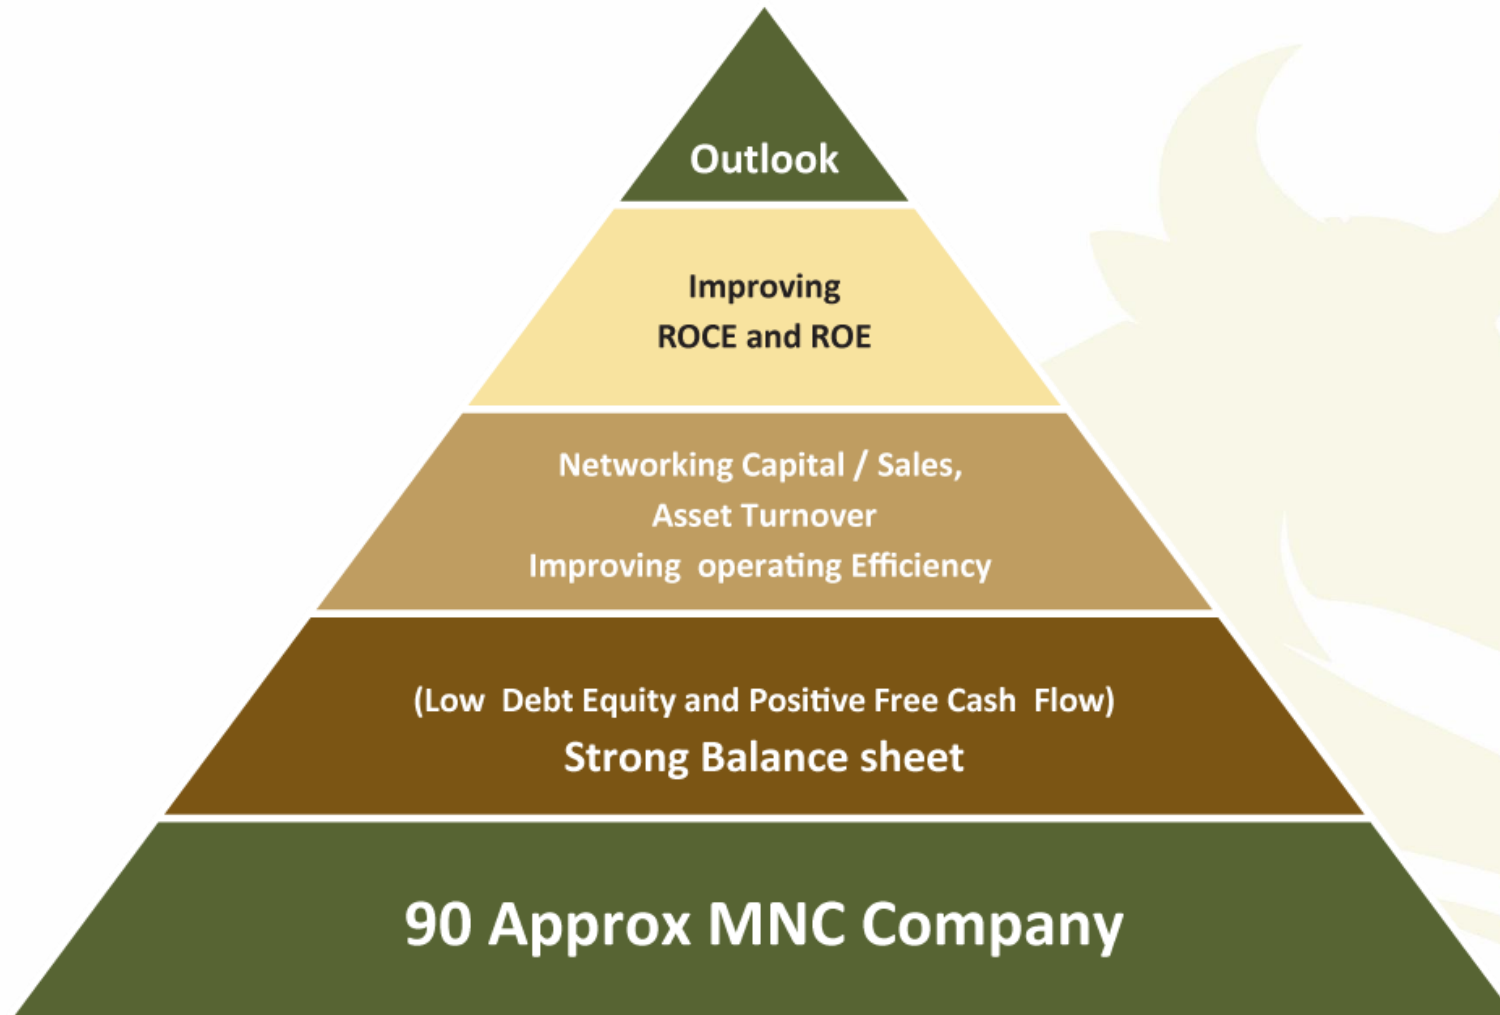 Outlook
Improving
ROCE and ROE
Networking Capital / Sales,
Asset Turnover
Improving operating Efficiency
(Low Debt Equity and Positive Free Cash Flow)
Strong Balance sheet
90 Approx MNC Company